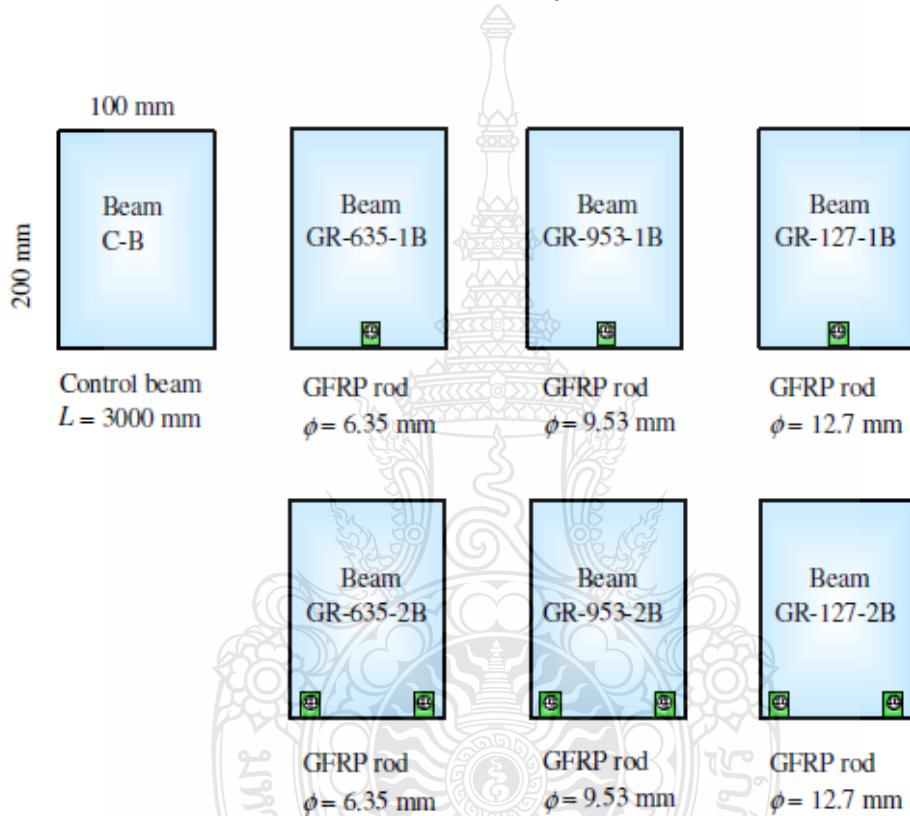 100 mm
200 mm
Beam
C-B
Control beam
L = 3000 mm
Beam
GR-635-1B
GFRP rod
ϕ= 6.35 mm
Beam
GR-953-1B
GFRP rod
ϕ= 9.53 mm
Beam
GR-127-1B
GFRP rod
ϕ= 12.7 mm
Beam
GR-635-2B
GFRP rod
ϕ= 6.35 mm
Beam
GR-953-2B
GFRP rod
ϕ= 9.53 mm
Beam
GR-127-2B
GFRP rod
ϕ= 12.7 mm